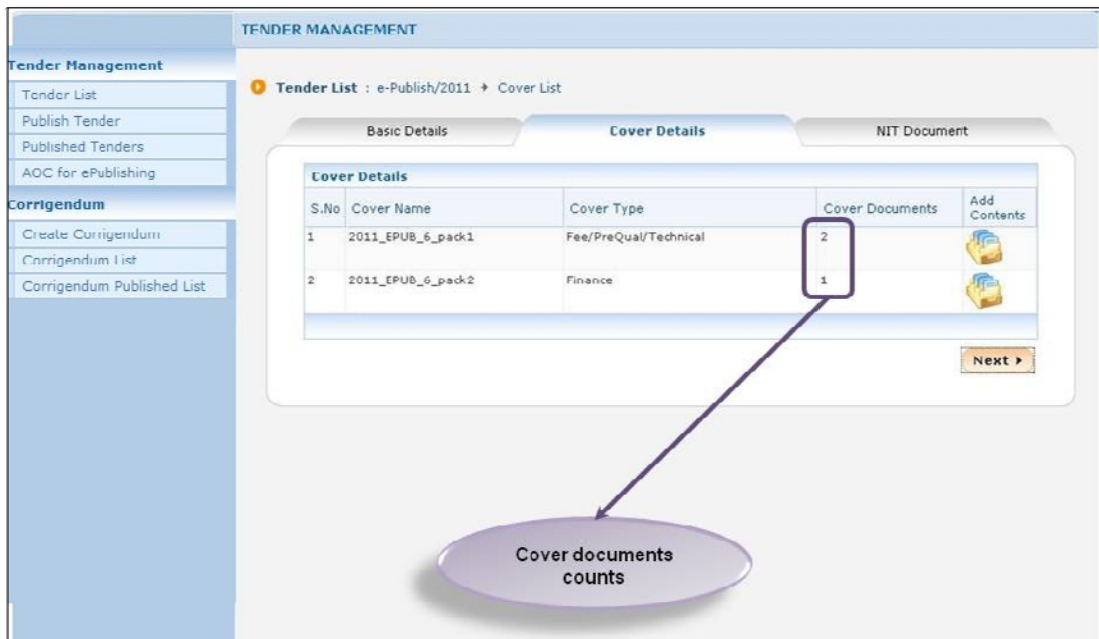 TENDER MANAGEMENT
Tender Management
Tender List
Publish Tender
Published Tenders
AOC for ePublishing
Corrigendum
Create Corrigendum
Corrigendum List
Corrigendum Published List
Tender List : e-Publish/2011 → Cover List
Basic Details Cover Details NIT Document
Cover Details
S.No Cover Name Cover Type Cover Documents Add Contents
1 2011_EPUB_6_pack1 Fee/PreQual/Technical 2
2 2011_EPUB_6_pack2 Finance 1
Next
Cover documents
counts